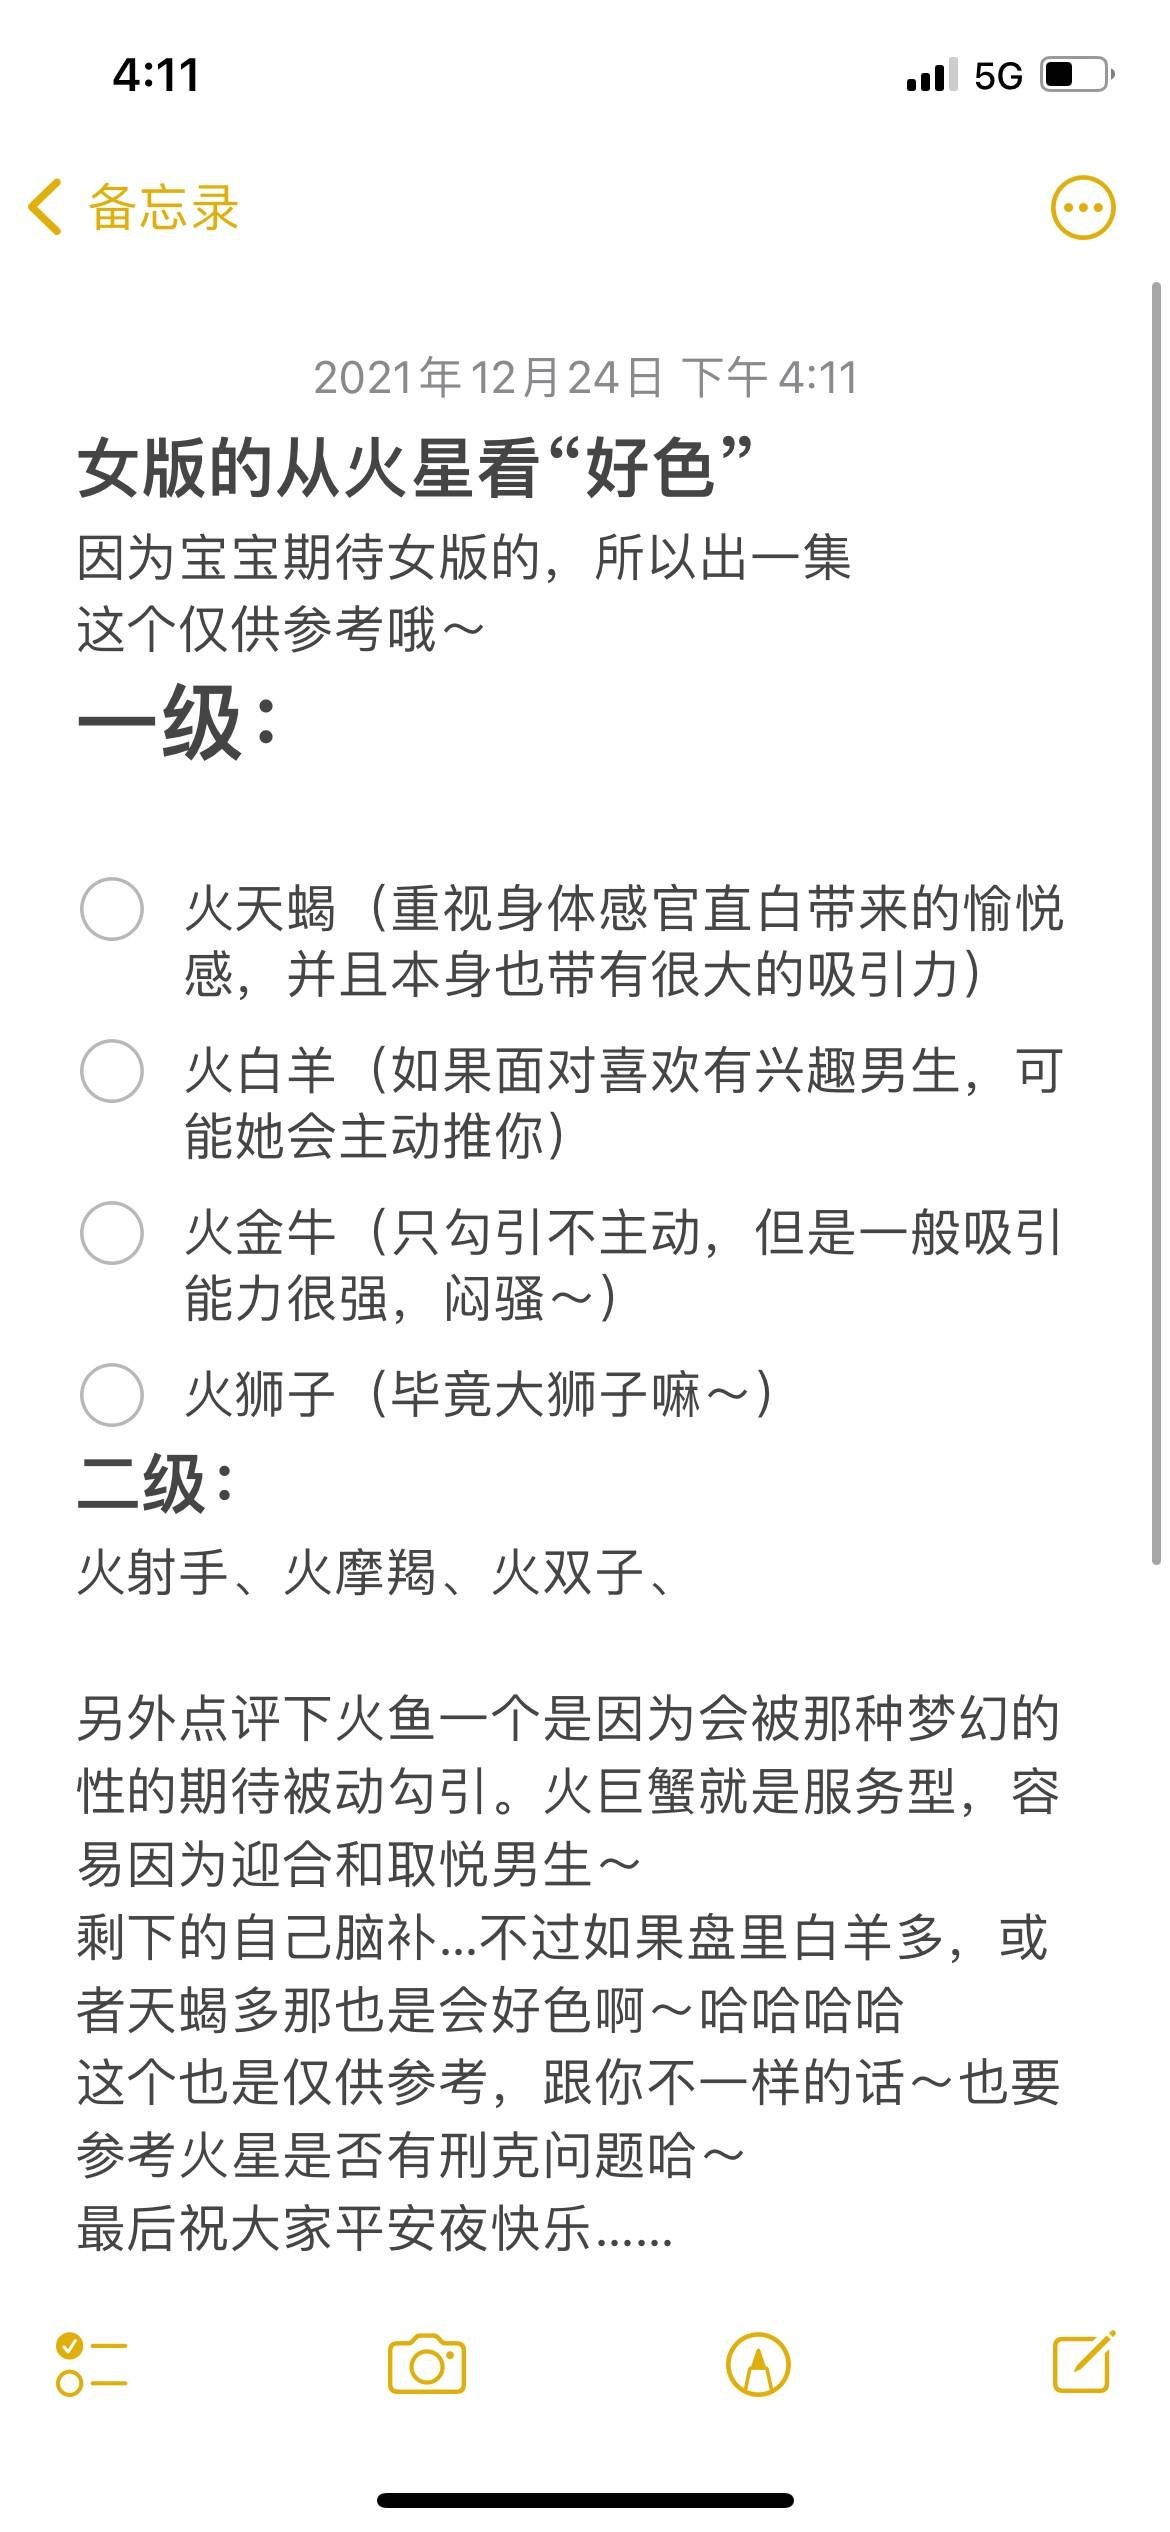 4:11
5G
备忘录
2021年12月24日 下午4:11
女版的从火星看“好色”
因为宝宝期待女版的，所以出一集
这个仅供参考哦～
一级：
火天蝎（重视身体感官直白带来的愉悦
感，并且本身也带有很大的吸引力）
火白羊（如果面对喜欢有兴趣男生，可
能她会主动推你）
火金牛（只勾引不主动，但是一般吸引
能力很强，闷骚～）
火狮子（毕竟大狮子嘛～）
二级：
火射手、火摩羯、火双子、
另外点评下火鱼一个是因为会被那种梦幻的
性的期待被动勾引。火巨蟹就是服务型，容
易因为迎合和取悦男生～
剩下的自己脑补...不过如果盘里白羊多，或
者天蝎多那也是会好色啊～哈哈哈哈
这个也是仅供参考，跟你不一样的话～也要
参考火星是否有刑克问题哈～
最后祝大家平安夜快乐......